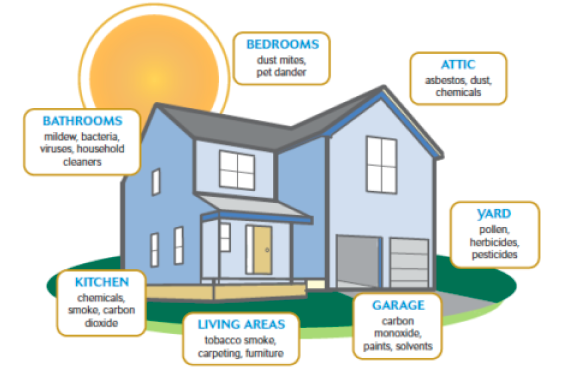 BEDROOMS
dust mites,
pet dander
ATTIC
asbestos, dust,
chemicals
BATHROOMS
mildew, bacteria,
viruses, household
cleaners
YARD
pollen,
herbicides,
pesticides
KITCHEN
chemicals,
smoke, carbon
dioxide
LIVING AREAS
tobacco smoke,
carpeting, furniture
GARAGE
carbon
monoxide,
paints, solvents